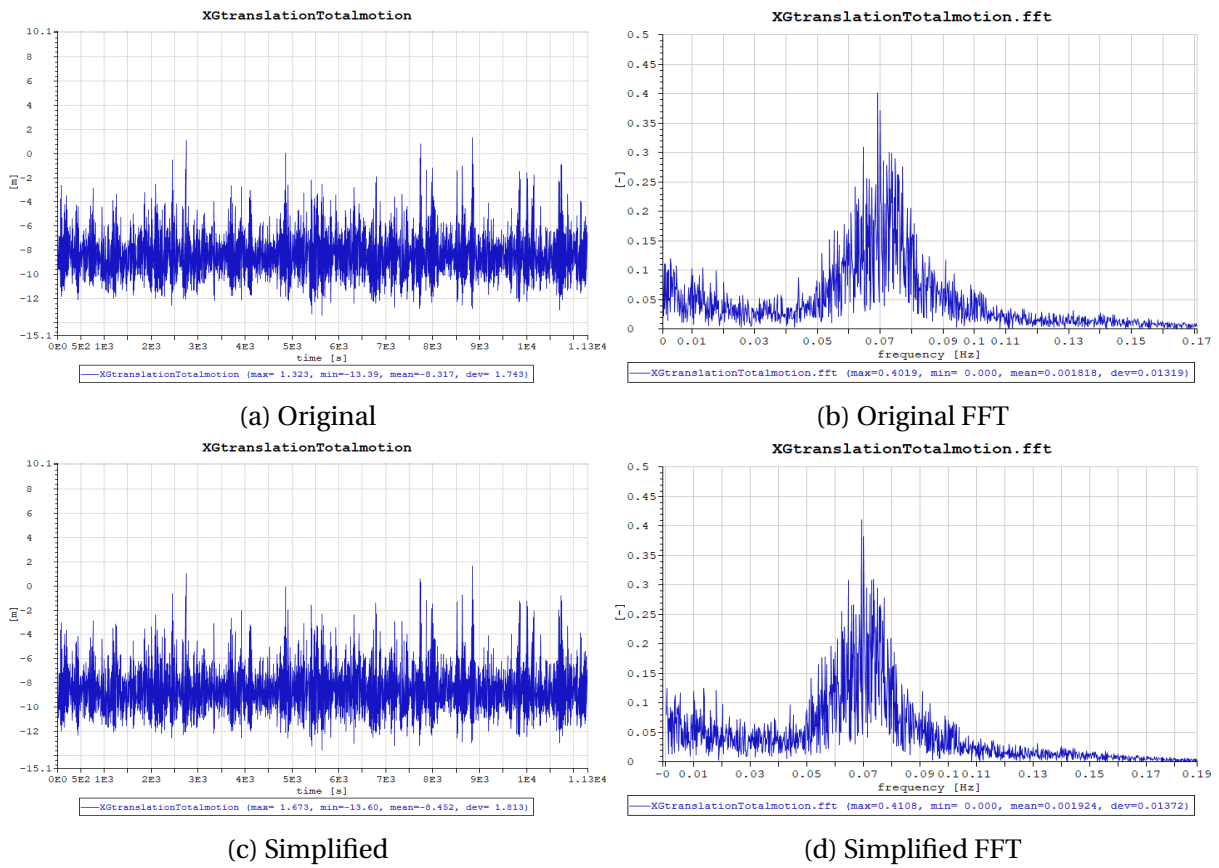 XGtranslationTotalmotion
10.1
8
6
4
2
0
-2
-4
-6
-8
-10
-12
-15.1
[m]
0E0 5E2 1E3 2E3 3E3 4E3 5E3 6E3 7E3 8E3 9E3 1E4 1.13E4
time [s]
XGtranslationTotalmotion (max= 1.323, min=-13.39, mean=-8.317, dev= 1.743)
(a) Original
XGtranslationTotalmotion.fft
0.5
0.45
0.4
0.35
0.3
0.25
0.2
0.15
0.1
0.05
0
[-]
0 0.01 0.03 0.05 0.07 0.09 0.1 0.11 0.13 0.15 0.17
frequency [Hz]
XGtranslationTotalmotion.fft (max=0.4019, min= 0.000, mean=0.001818, dev=0.01319)
(b) Original FFT
XGtranslationTotalmotion
10.1
8
6
4
2
0
-2
-4
-6
-8
-10
-12
-15.1
[m]
0E0 5E2 1E3 2E3 3E3 4E3 5E3 6E3 7E3 8E3 9E3 1E4 1.13E4
time [s]
XGtranslationTotalmotion (max= 1.673, min=-13.60, mean=-8.452, dev= 1.813)
(c) Simplified
XGtranslationTotalmotion.fft
0.5
0.45
0.4
0.35
0.3
0.25
0.2
0.15
0.1
0.05
0
[-]
-0 0.01 0.03 0.05 0.07 0.09 0.10 0.11 0.13 0.15 0.17 0.19
frequency [Hz]
XGtranslationTotalmotion.fft (max=0.4108, min= 0.000, mean=0.001924, dev=0.01372)
(d) Simplified FFT